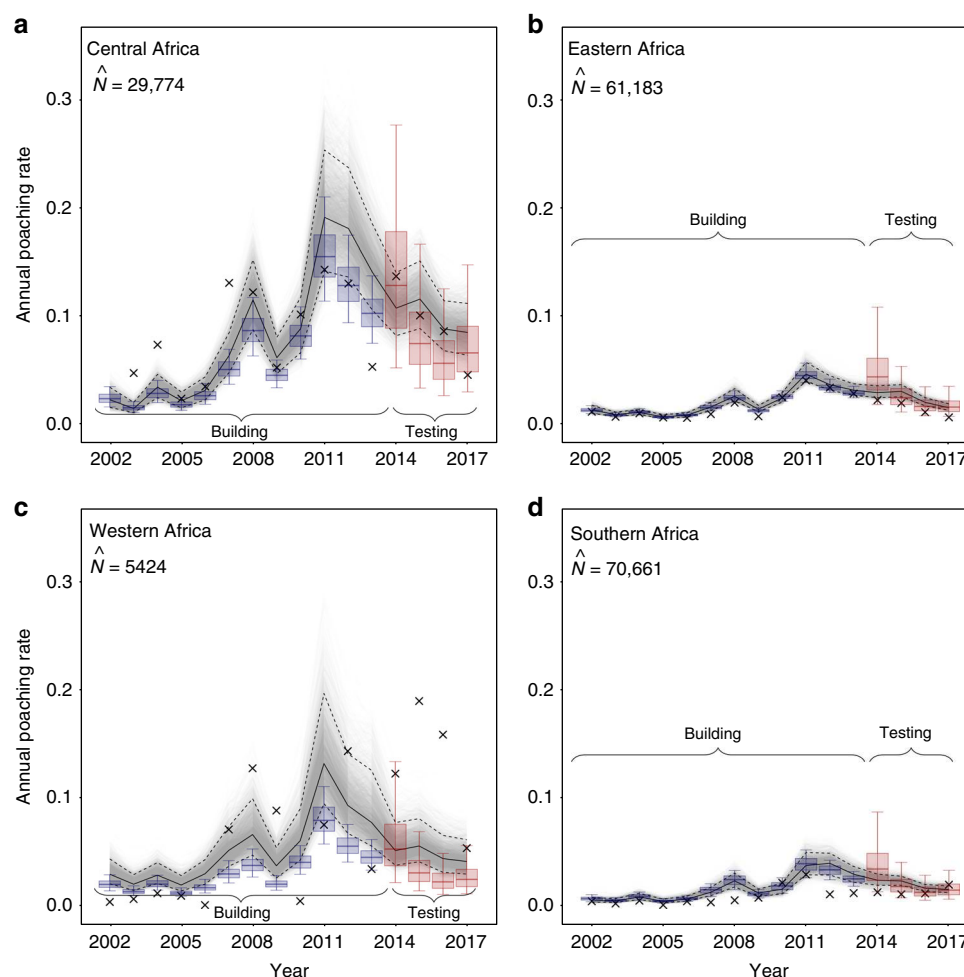 a
Central Africa
N̂ = 29,774
Annual poaching rate
0.3
0.2
0.1
0.0
Building
Testing
2002 2005 2008 2011 2014 2017
b
Eastern Africa
N̂ = 61,183
0.3
0.2
0.1
0.0
Building
Testing
2002 2005 2008 2011 2014 2017
c
Western Africa
N̂ = 5424
Annual poaching rate
0.3
0.2
0.1
0.0
Building
Testing
2002 2005 2008 2011 2014 2017
Year
d
Southern Africa
N̂ = 70,661
0.3
0.2
0.1
0.0
Building
Testing
2002 2005 2008 2011 2014 2017
Year